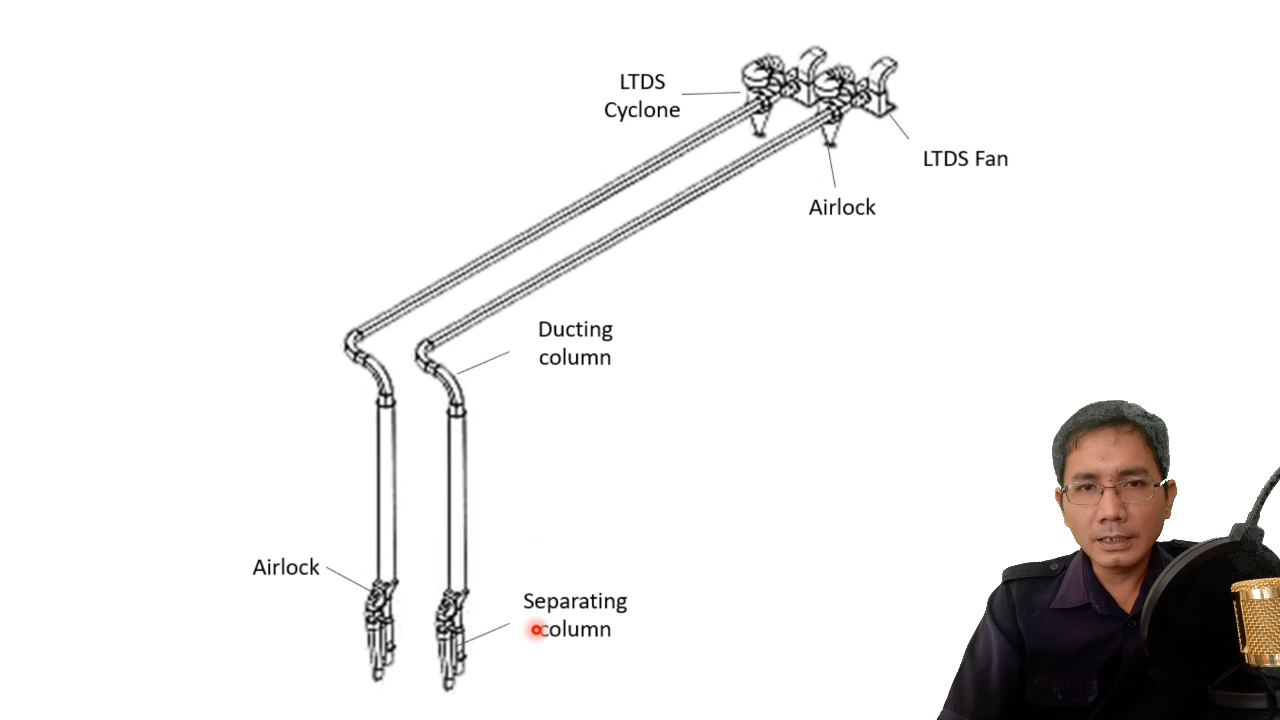 LTDS
Cyclone
LTDS Fan
Airlock
Ducting
column
Airlock
Separating
column